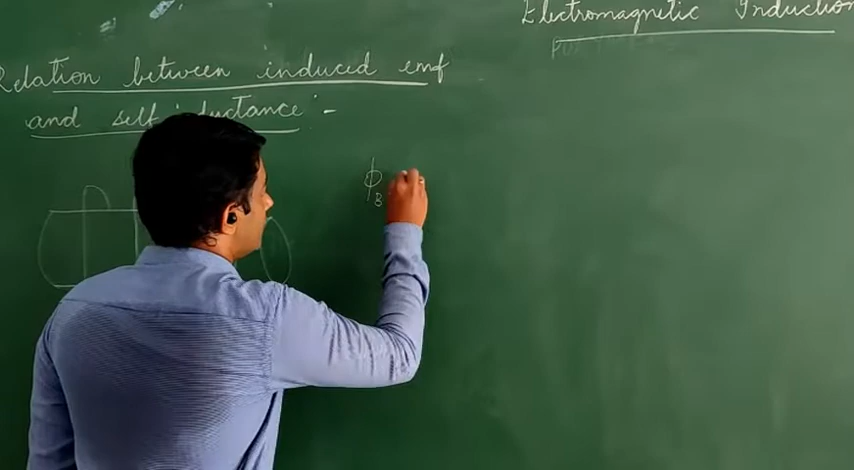 Electromagnetic Induction
Relation between induced emf
and self inductance :-
ϕB